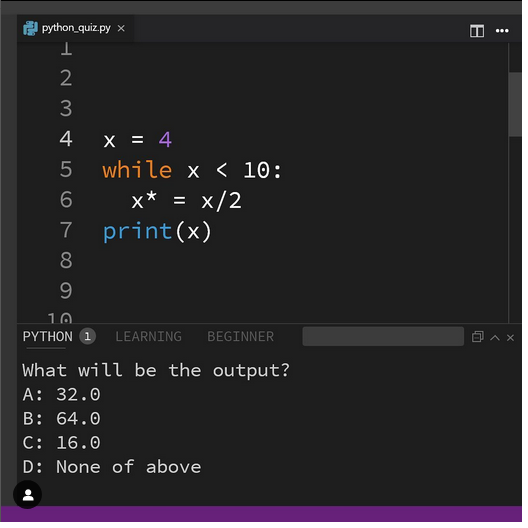 python_quiz.py ×
1
2
3
4 x = 4
5 while x < 10:
6   x* = x/2
7 print(x)
8
9
10
PYTHON 1 LEARNING BEGINNER
What will be the output?
A: 32.0
B: 64.0
C: 16.0
D: None of above